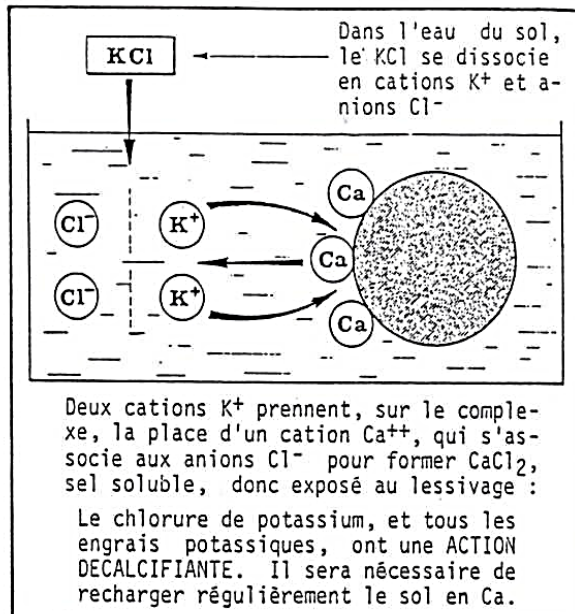 Dans l'eau du sol,
KCl
le KCl se dissocie
en cations K+ et a-
nions Cl-
Ca
Cl- K+
Ca
Cl- K+
Ca
Deux cations K+ prennent, sur le comple-
xe, la place d'un cation Ca++, qui s'as-
socie aux anions Cl- pour former CaCl2,
sel soluble, donc exposé au lessivage :
Le chlorure de potassium, et tous les
engrais potassiques, ont une ACTION
DECALCIFIANTE. Il sera nécessaire de
recharger régulièrement le sol en Ca.